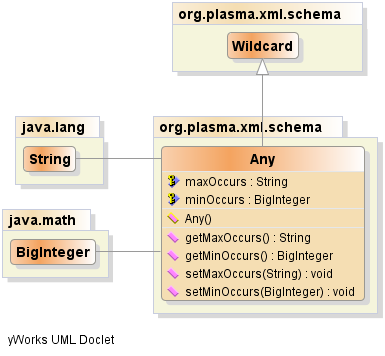 org.plasma.xml.schema
Wildcard
java.lang
String
org.plasma.xml.schema
Any
maxOccurs : String
minOccurs : BigInteger
Any()
getMaxOccurs() : String
getMinOccurs() : BigInteger
setMaxOccurs(String) : void
setMinOccurs(BigInteger) : void
java.math
BigInteger
yWorks UML Doclet